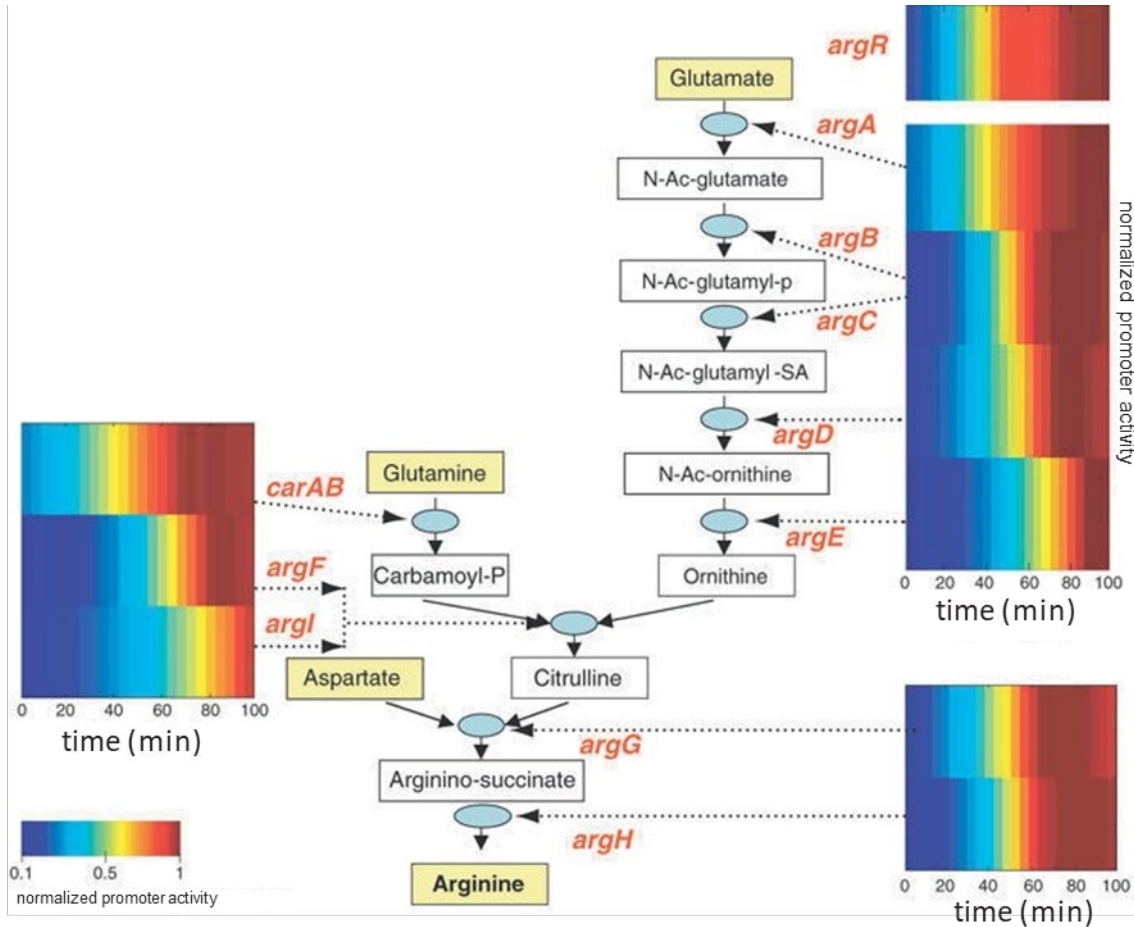 argR
Glutamate
argA
N-Ac-glutamate
argB
N-Ac-glutamyl-p
argC
N-Ac-glutamyl -SA
argD
N-Ac-ornithine
argE
Ornithine
normalized promoter activity
0 20 40 60 80 100
time (min)
carAB
Glutamine
argF
Carbamoyl-P
argI
Aspartate
Citrulline
0 20 40 60 80 100
time (min)
argG
Arginino-succinate
argH
Arginine
0 20 40 60 80 100
time (min)
0.1 0.5 1
normalized promoter activity